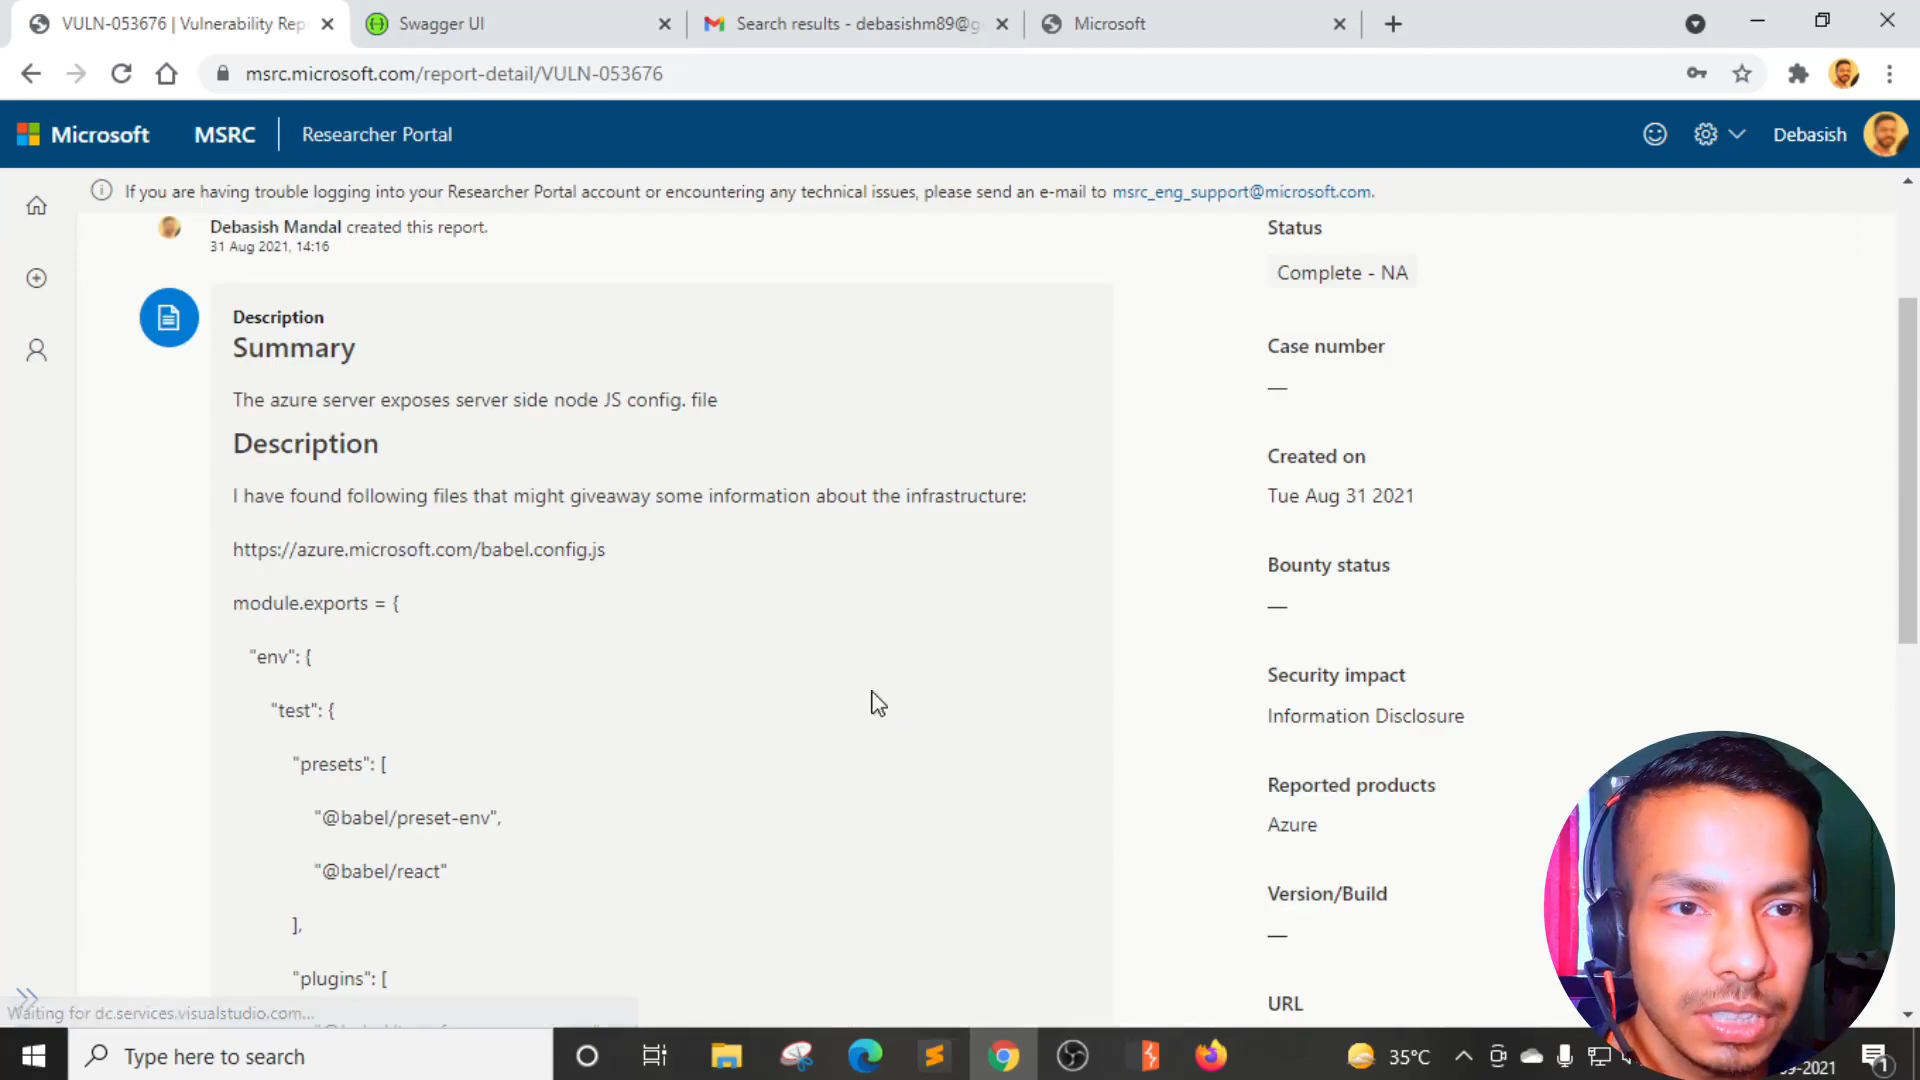 VULN-053676 | Vulnerability Rep
Swagger UI
Search results - debasishm89@g
Microsoft
msrc.microsoft.com/report-detail/VULN-053676
Microsoft
MSRC
Researcher Portal
Debasish
If you are having trouble logging into your Researcher Portal account or encountering any technical issues, please send an e-mail to msrc_eng_support@microsoft.com.
Debasish Mandal created this report.
31 Aug 2021, 14:16
Description
Summary
The azure server exposes server side node JS config. file
Description
I have found following files that might giveaway some information about the infrastructure:
https://azure.microsoft.com/babel.config.js
module.exports = {
"env": {
"test": {
"presets": [
"@babel/preset-env",
"@babel/react"
],
"plugins": [
Status
Complete - NA
Case number
—
Created on
Tue Aug 31 2021
Bounty status
—
Security impact
Information Disclosure
Reported products
Azure
Version/Build
—
URL
Waiting for dc.services.visualstudio.com...
Type here to search
35°C
-2021
1